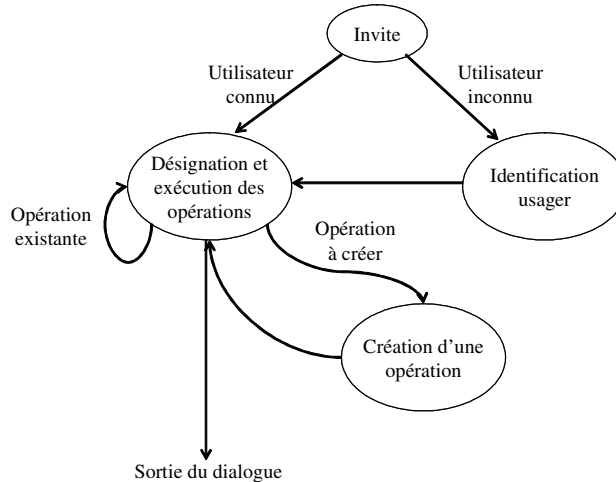 Invite
Utilisateur
connu
Utilisateur
inconnu
Désignation et
exécution des
opérations
Identification
usager
Opération
existante
Opération
à créer
Création d'une
opération
Sortie du dialogue